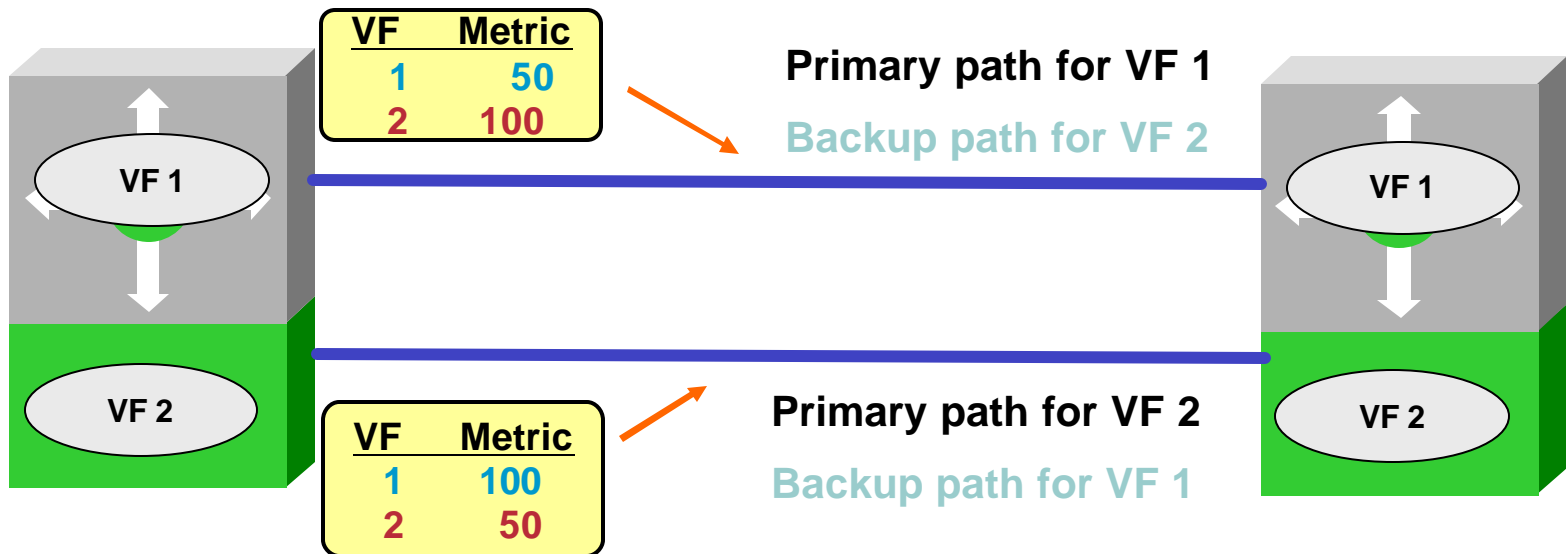 VF Metric
1 50
2 100
Primary path for VF 1
Backup path for VF 2
VF 1
VF 1
VF 2
VF 2
VF Metric
1 100
2 50
Primary path for VF 2
Backup path for VF 1